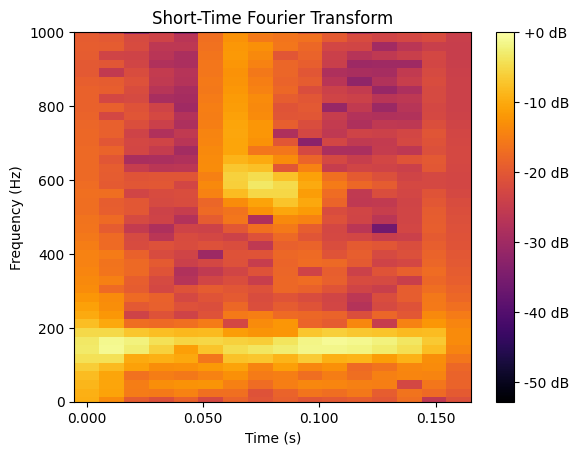 Short-Time Fourier Transform
1000
800
600
400
200
0
Frequency (Hz)
0.000
0.050
0.100
0.150
Time (s)
+0 dB
-10 dB
-20 dB
-30 dB
-40 dB
-50 dB